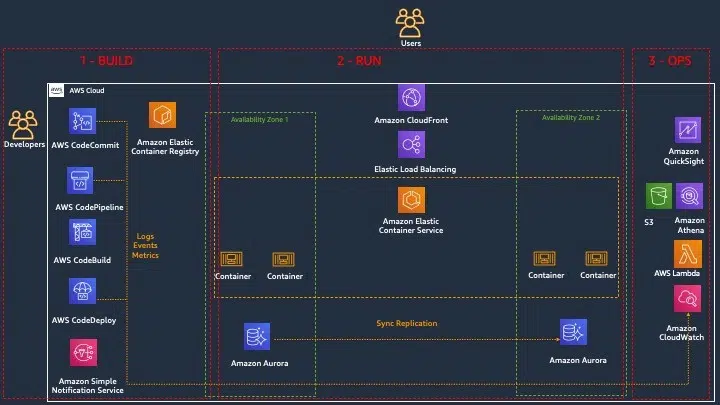 Users
1 - BUILD
2 - RUN
3 - OPS
aws
AWS Cloud
Developers
AWS CodeCommit
Amazon Elastic
Container Registry
AWS CodePipeline
AWS CodeBuild
AWS CodeDeploy
Amazon Simple
Notification Service
Logs
Events
Metrics
Availability Zone 1
Amazon CloudFront
Elastic Load Balancing
Availability Zone 2
Amazon Elastic
Container Service
Container
Container
Container
Container
Sync Replication
Amazon Aurora
Amazon Aurora
Amazon
QuickSight
S3
Amazon
Athena
AWS Lambda
Amazon
CloudWatch